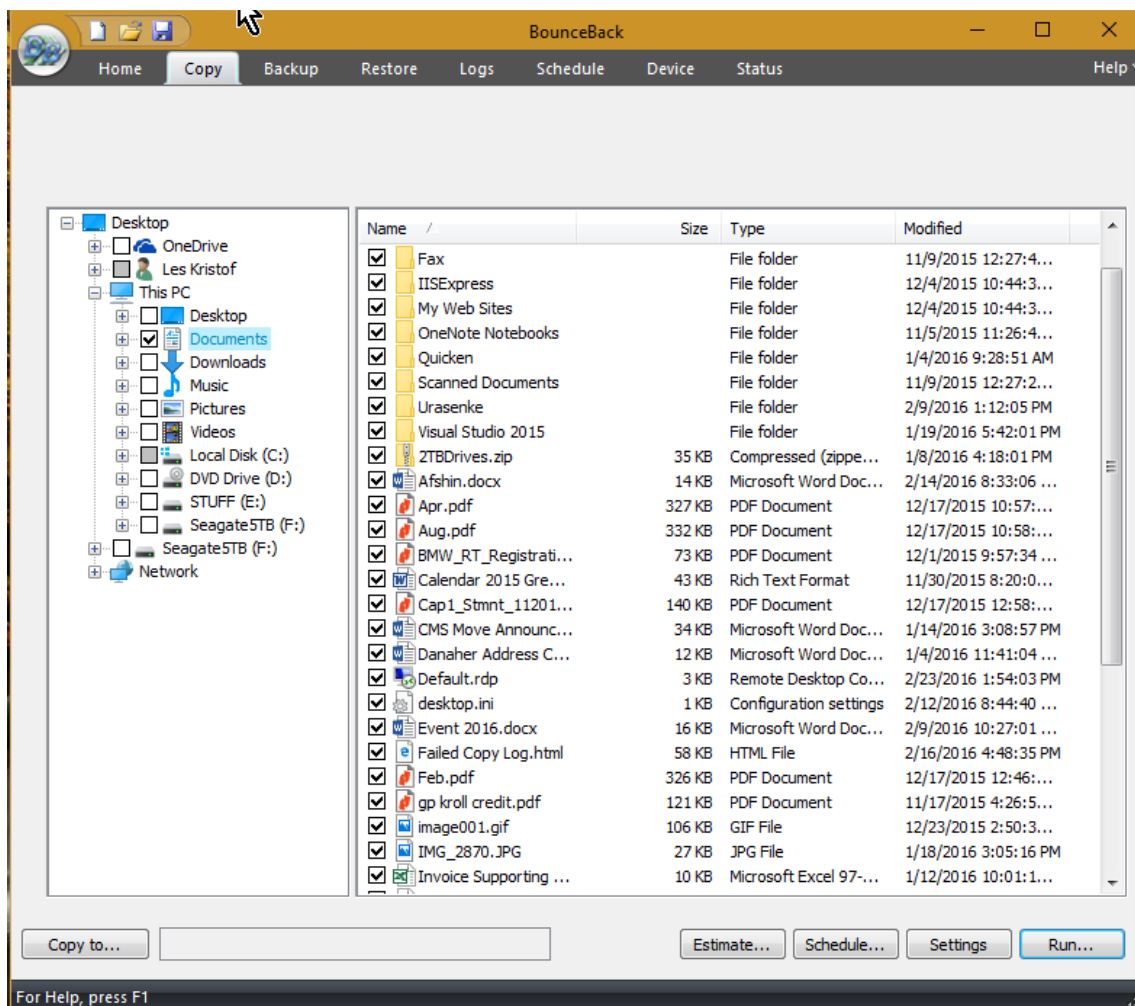 BounceBack
Home Copy Backup Restore Logs Schedule Device Status Help
Desktop
OneDrive
Les Kristof
This PC
Desktop
Documents
Downloads
Music
Pictures
Videos
Local Disk (C:)
DVD Drive (D:)
STUFF (E:)
Seagate5TB (F:)
Seagate5TB (F:)
Network
Name Size Type Modified
Fax File folder 11/9/2015 12:27:4...
IISExpress File folder 12/4/2015 10:44:3...
My Web Sites File folder 12/4/2015 10:44:3...
OneNote Notebooks File folder 11/5/2015 11:26:4...
Quicken File folder 1/4/2016 9:28:51 AM
Scanned Documents File folder 11/9/2015 12:27:2...
Urasenke File folder 2/9/2016 1:12:05 PM
Visual Studio 2015 File folder 1/19/2016 5:42:01 PM
2TBDrives.zip 35 KB Compressed (zippe... 1/8/2016 4:18:01 PM
Afshin.docx 14 KB Microsoft Word Doc... 2/14/2016 8:33:06 ...
Apr.pdf 327 KB PDF Document 12/17/2015 10:57:...
Aug.pdf 332 KB PDF Document 12/17/2015 10:58:...
BMW_RT_Registrati... 73 KB PDF Document 12/1/2015 9:57:34 ...
Calendar 2015 Gre... 43 KB Rich Text Format 11/30/2015 8:20:0...
Cap1_Stmnt_11201... 140 KB PDF Document 12/17/2015 12:58:...
CMS Move Announc... 34 KB Microsoft Word Doc... 1/14/2016 3:08:57 PM
Danaher Address C... 12 KB Microsoft Word Doc... 1/4/2016 11:41:04 ...
Default.rdp 3 KB Remote Desktop Co... 2/23/2016 1:54:03 PM
desktop.ini 1 KB Configuration settings 2/12/2016 8:44:40 ...
Event 2016.docx 16 KB Microsoft Word Doc... 2/9/2016 10:27:01 ...
Failed Copy Log.html 58 KB HTML File 2/16/2016 4:48:35 PM
Feb.pdf 326 KB PDF Document 12/17/2015 12:46:...
gp kroll credit.pdf 121 KB PDF Document 11/17/2015 4:26:5...
image001.gif 106 KB GIF File 12/23/2015 2:50:3...
IMG_2870.JPG 27 KB JPG File 1/18/2016 3:05:16 PM
Invoice Supporting ... 10 KB Microsoft Excel 97-... 1/12/2016 10:01:1...
Copy to... Estimate... Schedule... Settings Run...
For Help, press F1